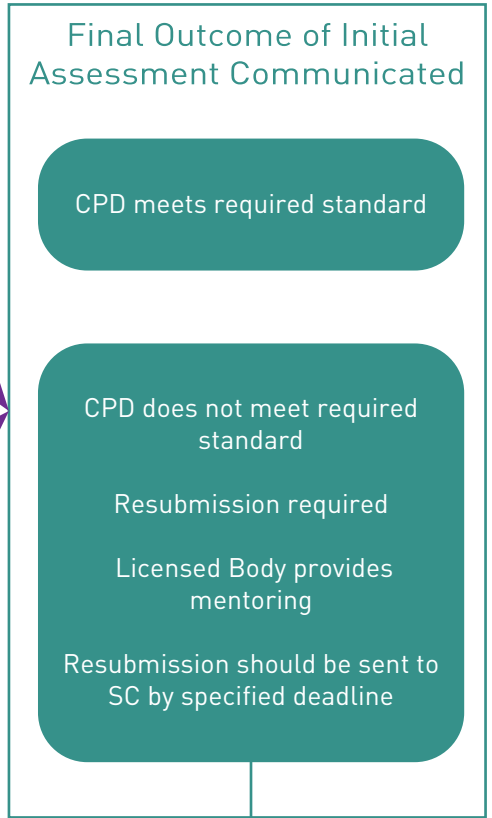 Final Outcome of Initial
Assessment Communicated
CPD meets required standard
CPD does not meet required
standard
Resubmission required
Licensed Body provides
mentoring
Resubmission should be sent to
SC by specified deadline